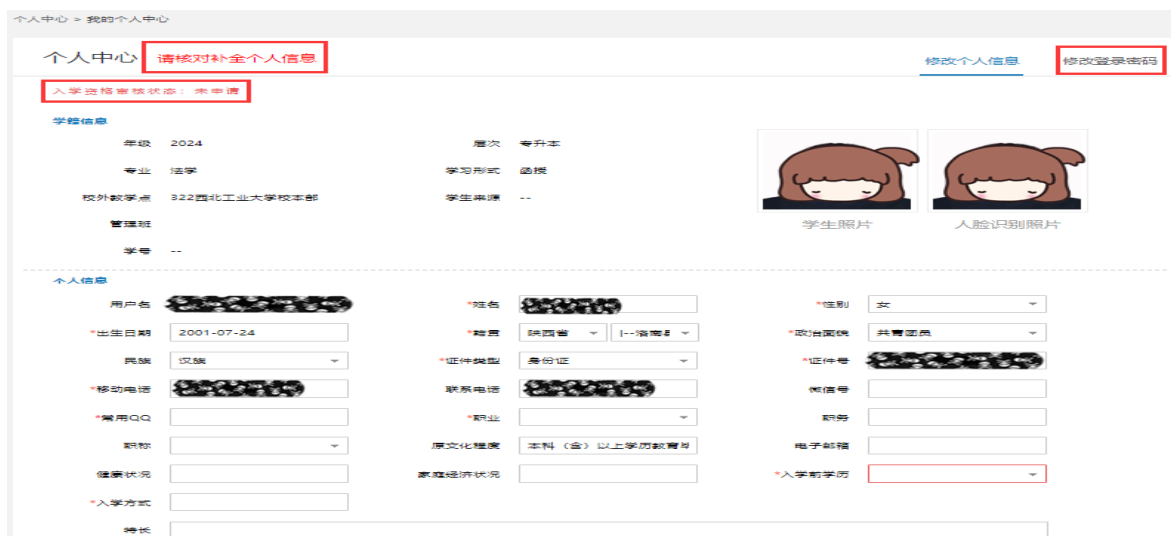 个人中心 > 我的个人中心
个人中心 请核对补全个人信息 修改个人信息 修改登录密码
入学资格审核状态：未申请
学籍信息
年级 2024 层次 专升本
专业 法学 学习形式 函授
校外教学点 322西北工业大学校本部 学生来源 --
管理班 学生照片 人脸识别照片
学号 --
个人信息
用户名 *姓名 *性别 女
*出生日期 2001-07-24 *籍贯 陕西省 |--洛南县 *政治面貌 共青团员
民族 汉族 *证件类型 身份证 *证件号
*移动电话 联系电话 微信号
*常用QQ *职业 职务
职称 原文化程度 本科（含）以上学历教育毕 电子邮箱
健康状况 家庭经济状况 *入学前学历
*入学方式
特长